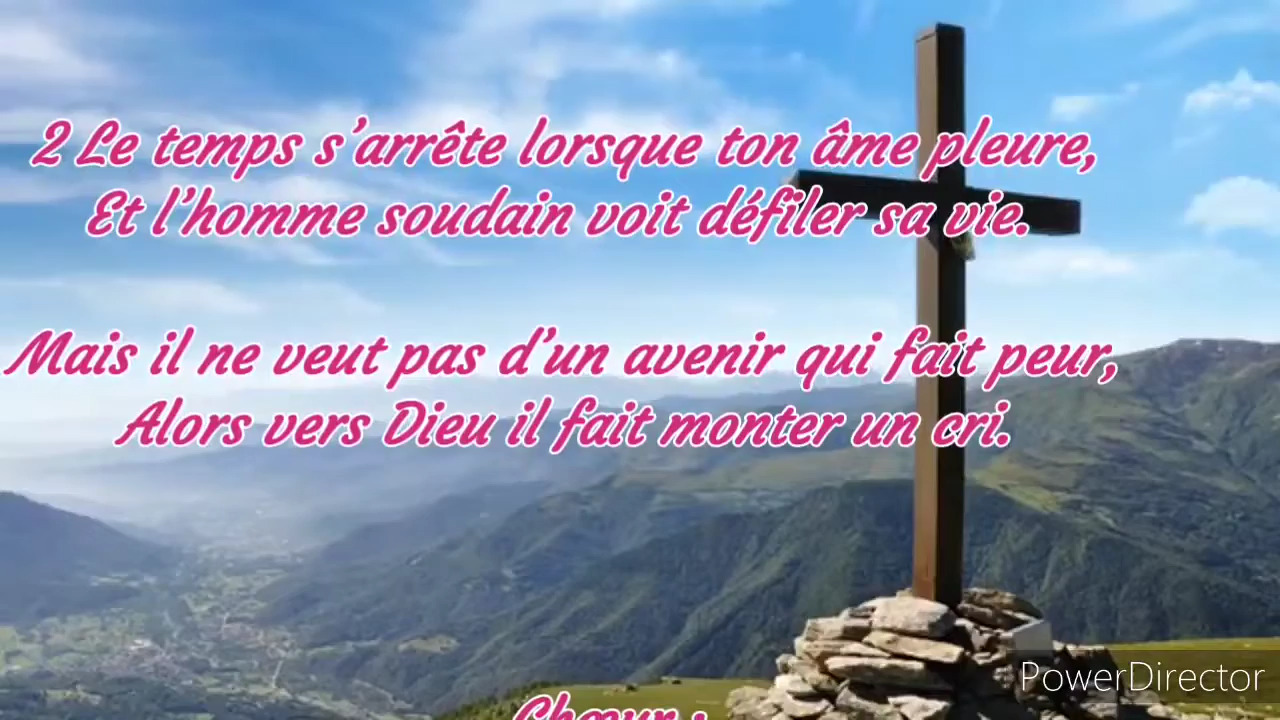 2 Le temps s’arrête lorsque ton âme pleure,
Et l’homme soudain voit défiler sa vie.
Mais il ne veut pas d’un avenir qui fait peur,
Alors vers Dieu il fait monter un cri.
Chœur :
PowerDirector